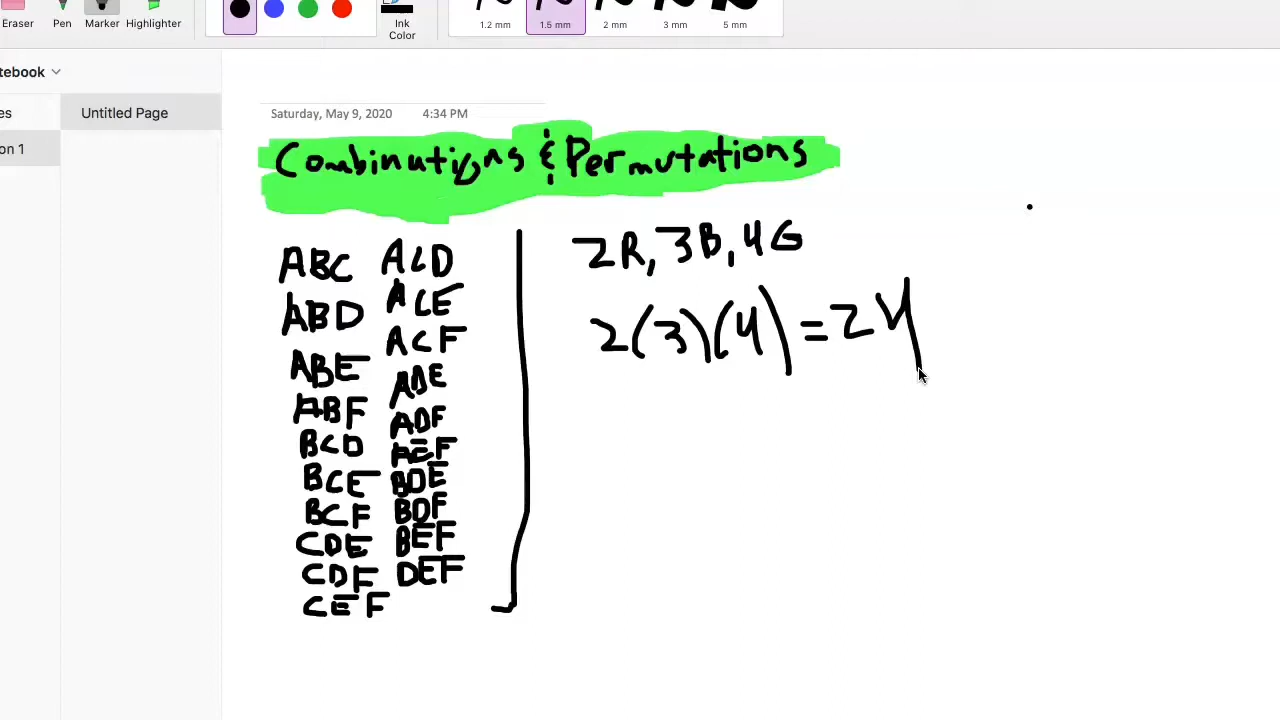 Eraser Pen Marker Highlighter Ink Color 1.2 mm 1.5 mm 2 mm 3 mm 5 mm
tebook
es Untitled Page
on 1
Saturday, May 9, 2020 4:34 PM
Combinations & Permutations
ABC ACD
ABD ACE
ABE ACF
ABF ADE
BCD ADF
BCE AEF
BCF BDE
CDE BDF
CDF BEF
CEF DEF
2R, 3B, 4G
2(3)(4) = 24